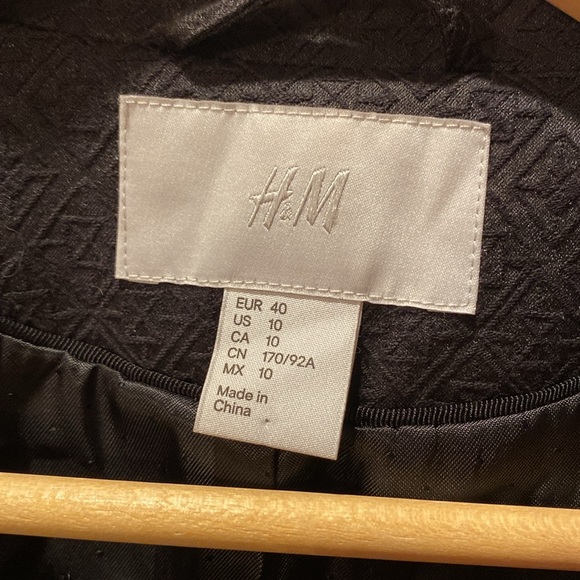 H&M
EUR 40
US 10
CA 10
CN 170/92A
MX 10
Made in
China